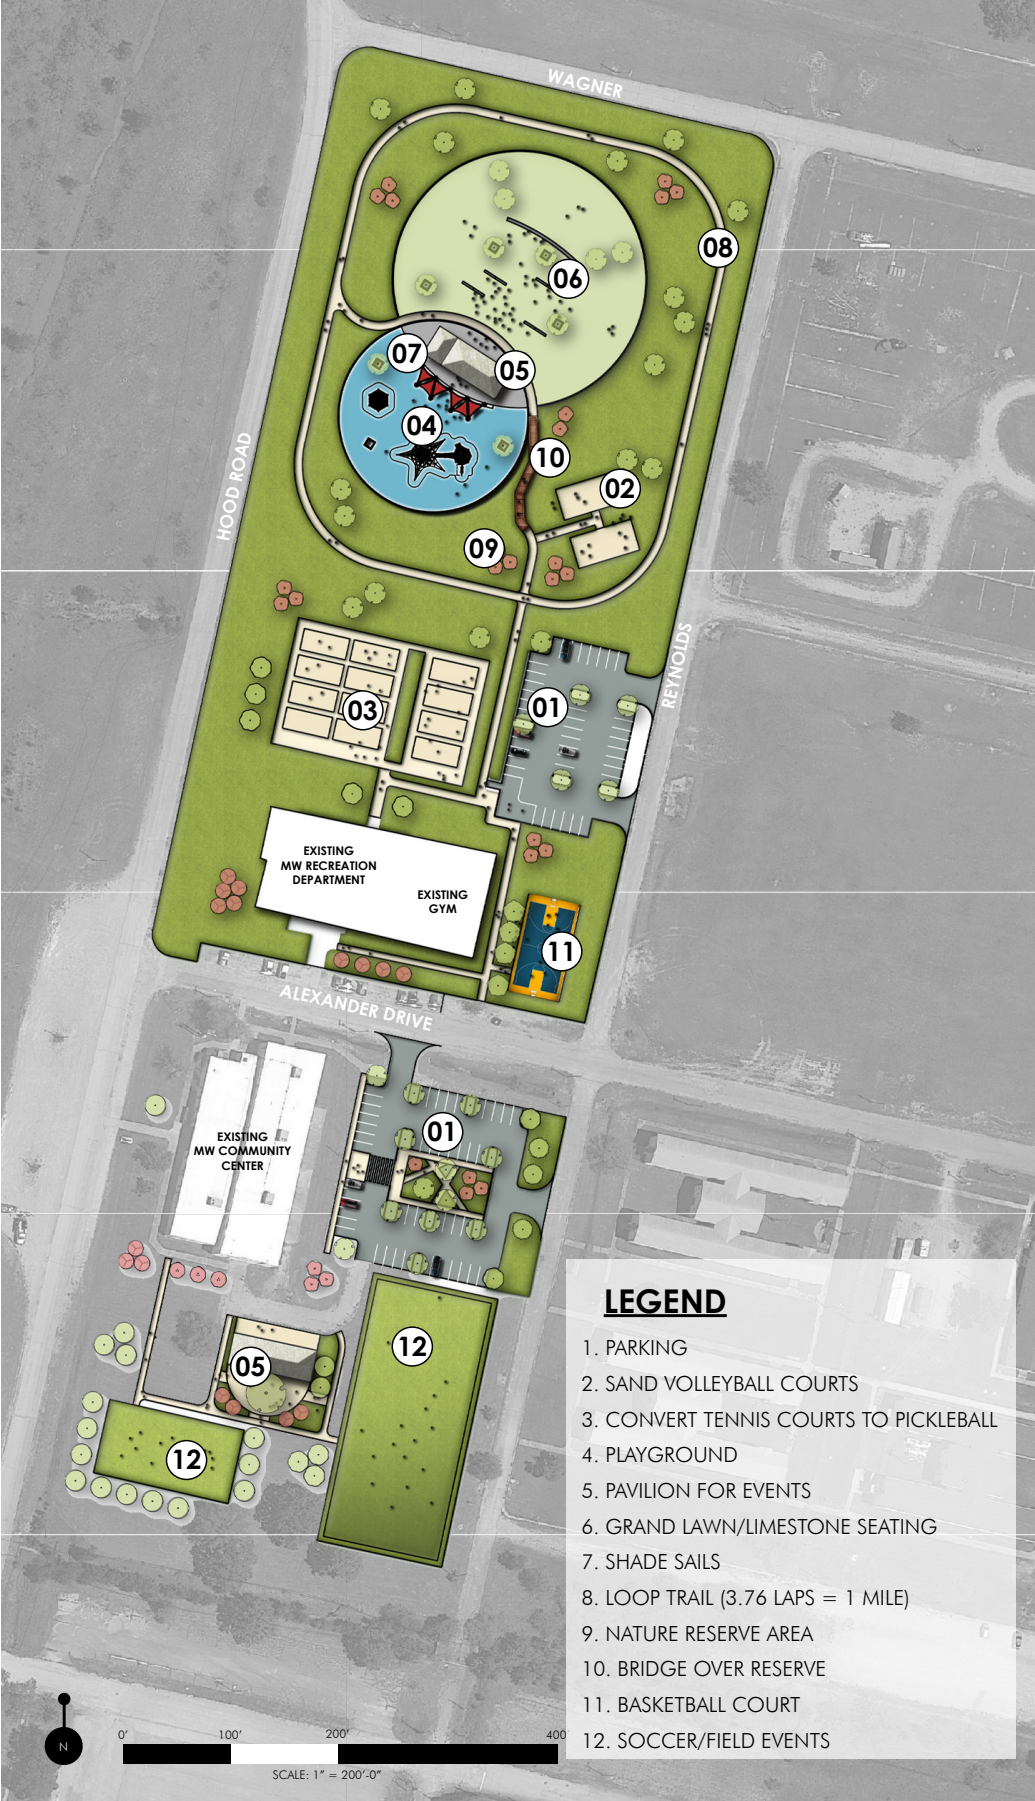 WAGNER
08
06
07
05
04
10
02
HOOD ROAD
09
REYNOLDS
01
03
EXISTING
MW RECREATION
DEPARTMENT
EXISTING
GYM
11
ALEXANDER DRIVE
01
EXISTING
MW COMMUNITY
CENTER
12
05
12
LEGEND
1. PARKING
2. SAND VOLLEYBALL COURTS
3. CONVERT TENNIS COURTS TO PICKLEBALL
4. PLAYGROUND
5. PAVILION FOR EVENTS
6. GRAND LAWN/LIMESTONE SEATING
7. SHADE SAILS
8. LOOP TRAIL (3.76 LAPS = 1 MILE)
9. NATURE RESERVE AREA
10. BRIDGE OVER RESERVE
11. BASKETBALL COURT
12. SOCCER/FIELD EVENTS
N
0' 100' 200' 400'
SCALE: 1" = 200'-0"